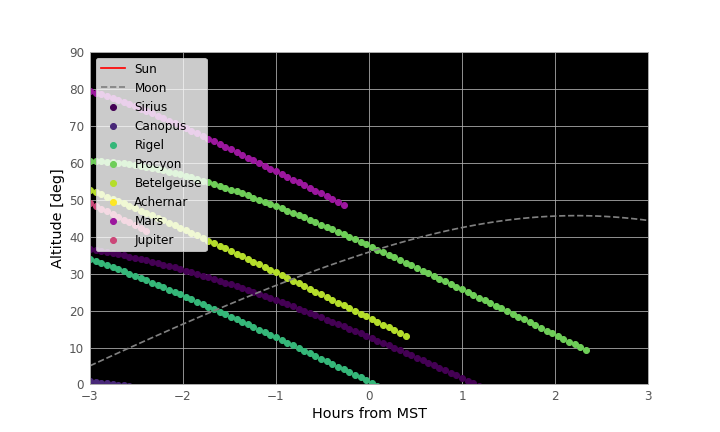 90
80
70
60
50
40
30
20
10
0
Altitude [deg]
Sun
Moon
Sirius
Canopus
Rigel
Procyon
Betelgeuse
Achernar
Mars
Jupiter
−3 −2 −1 0 1 2 3
Hours from MST